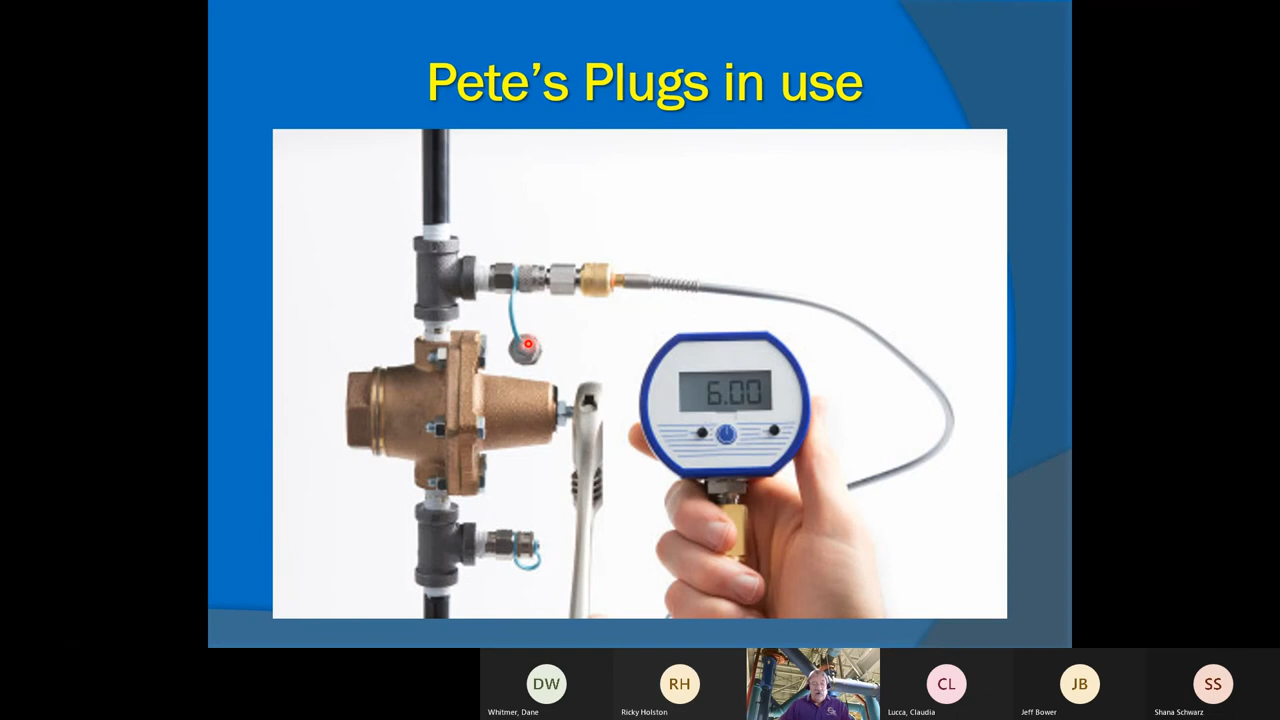 Pete's Plugs in use
6.00
DW
RH
CL
JB
SS
Whitmer, Dane
Ricky Holston
Lucca, Claudia
Jeff Bower
Shana Schwarz